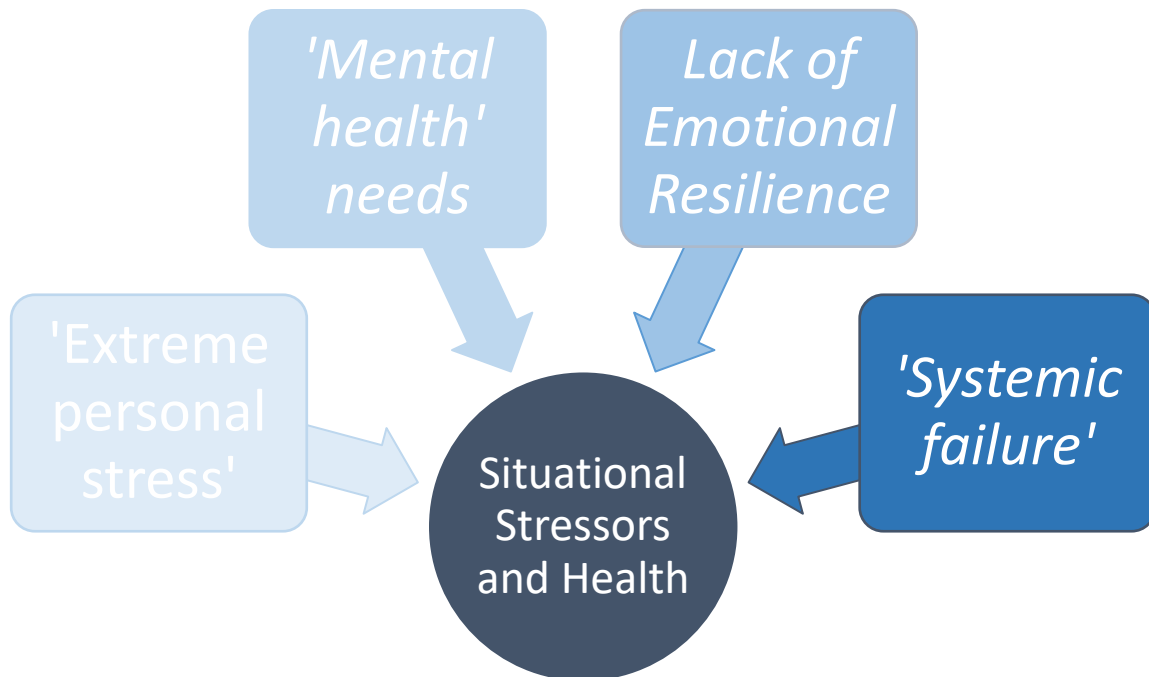 'Mental
health'
needs
Lack of
Emotional
Resilience
'Extreme
personal
stress'
'Systemic
failure'
Situational
Stressors
and Health